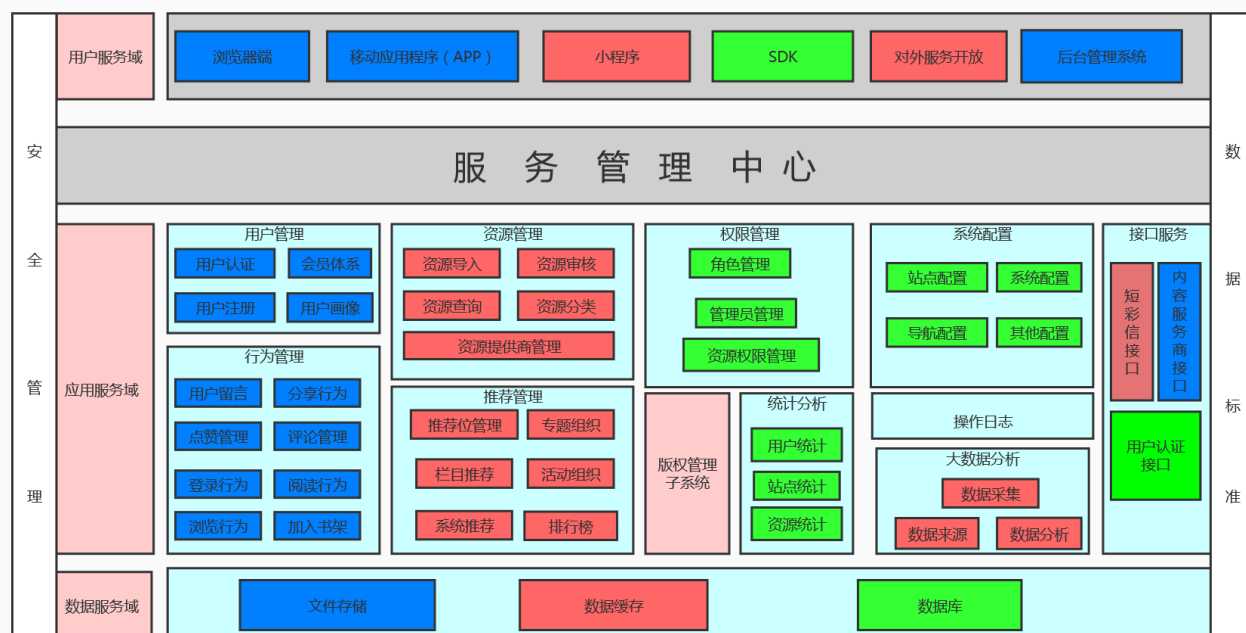 用户服务域
浏览器端
移动应用程序（APP）
小程序
SDK
对外服务开放
后台管理系统
安全管理
服务管理中心
数据标准
应用服务域
用户管理
用户认证
会员体系
用户注册
用户画像
行为管理
用户留言
分享行为
点赞管理
评论管理
登录行为
阅读行为
浏览行为
加入书架
资源管理
资源导入
资源审核
资源查询
资源分类
资源提供商管理
推荐管理
推荐位管理
专题组织
栏目推荐
活动组织
系统推荐
排行榜
权限管理
角色管理
管理员管理
资源权限管理
版权管理
子系统
统计分析
用户统计
站点统计
资源统计
系统配置
站点配置
系统配置
导航配置
其他配置
操作日志
大数据分析
数据采集
数据来源
数据分析
接口服务
短彩信接口
内容服务商接口
用户认证
接口
数据服务域
文件存储
数据缓存
数据库